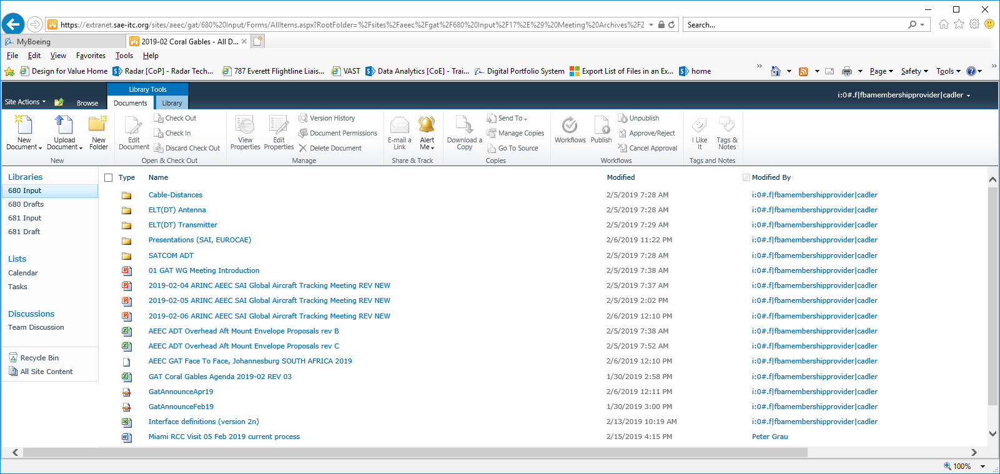 https://extranet.sae-itc.org/sites/aeec/gat/680%20Input/Forms/AllItems.aspx?RootFolder=%2Fsites%2Faeec%2Fgat%2F680%20Input%2F17%2E%29%20Meeting%20Archives%2F2 Search...
MyBoeing 2019-02 Coral Gables - All D...
File Edit View Favorites Tools Help
Design for Value Home Radar [CoP] - Radar Tech... 787 Everett Flightline Liais... VAST Data Analytics [CoE] - Trai... Digital Portfolio System Export List of Files in an Ex... home Page Safety Tools
Library Tools
Site Actions Browse Documents Library i:0#.f|fbamembershipprovider|cadler
New Document Upload Document New Folder
New
Edit Document Check Out Check In Discard Check Out
Open & Check Out
View Properties Edit Properties Version History Document Permissions Delete Document
Manage
E-mail a Link Alert Me
Share & Track
Download a Copy Send To Manage Copies Go To Source
Copies
Workflows Publish Unpublish Approve/Reject Cancel Approval
Workflows
I Like It Tags & Notes
Tags and Notes
Libraries
680 Input
680 Drafts
681 Input
681 Draft
Lists
Calendar
Tasks
Discussions
Team Discussion
Recycle Bin
All Site Content
Type Name Modified Modified By
Cable-Distances 2/5/2019 7:28 AM i:0#.f|fbamembershipprovider|cadler
ELT(DT) Antenna 2/5/2019 7:28 AM i:0#.f|fbamembershipprovider|cadler
ELT(DT) Transmitter 2/5/2019 7:29 AM i:0#.f|fbamembershipprovider|cadler
Presentations (SAI, EUROCAE) 2/6/2019 11:22 PM i:0#.f|fbamembershipprovider|cadler
SATCOM ADT 2/5/2019 7:28 AM i:0#.f|fbamembershipprovider|cadler
01 GAT WG Meeting Introduction 2/5/2019 7:38 AM i:0#.f|fbamembershipprovider|cadler
2019-02-04 ARINC AEEC SAI Global Aircraft Tracking Meeting REV NEW 2/5/2019 7:37 AM i:0#.f|fbamembershipprovider|cadler
2019-02-05 ARINC AEEC SAI Global Aircraft Tracking Meeting REV NEW 2/5/2019 2:02 PM i:0#.f|fbamembershipprovider|cadler
2019-02-06 ARINC AEEC SAI Global Aircraft Tracking Meeting REV NEW 2/6/2019 12:10 PM i:0#.f|fbamembershipprovider|cadler
AEEC ADT Overhead Aft Mount Envelope Proposals rev B 2/5/2019 7:38 AM i:0#.f|fbamembershipprovider|cadler
AEEC ADT Overhead Aft Mount Envelope Proposals rev C 2/5/2019 7:52 AM i:0#.f|fbamembershipprovider|cadler
AEEC GAT Face To Face, Johannesburg SOUTH AFRICA 2019 2/6/2019 12:10 PM i:0#.f|fbamembershipprovider|cadler
GAT Coral Gables Agenda 2019-02 REV 03 1/30/2019 2:58 PM i:0#.f|fbamembershipprovider|cadler
GatAnnounceApr19 2/6/2019 12:11 PM i:0#.f|fbamembershipprovider|cadler
GatAnnounceFeb19 1/30/2019 3:00 PM i:0#.f|fbamembershipprovider|cadler
Interface definitions (version 2n) 2/13/2019 10:19 AM i:0#.f|fbamembershipprovider|cadler
Miami RCC Visit 05 Feb 2019 current process 2/15/2019 4:15 PM Peter Grau
100%